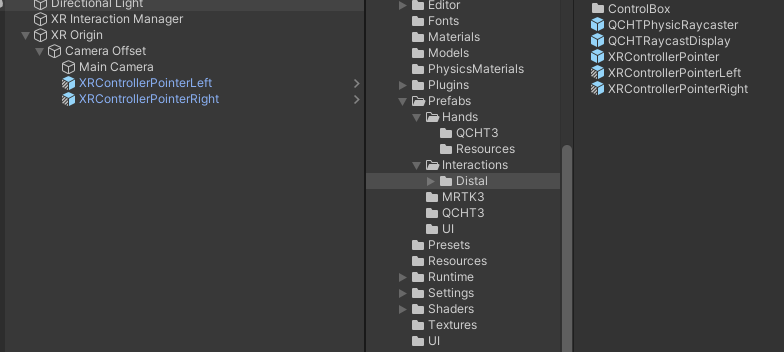 Directional Light
XR Interaction Manager
XR Origin
Camera Offset
Main Camera
XRControllerPointerLeft
XRControllerPointerRight
Editor
Fonts
Materials
Models
PhysicsMaterials
Plugins
Prefabs
Hands
QCHT3
Resources
Interactions
Distal
MRTK3
QCHT3
UI
Presets
Resources
Runtime
Settings
Shaders
Textures
UI
ControlBox
QCHTPhysicRaycaster
QCHTRaycastDisplay
XRControllerPointer
XRControllerPointerLeft
XRControllerPointerRight